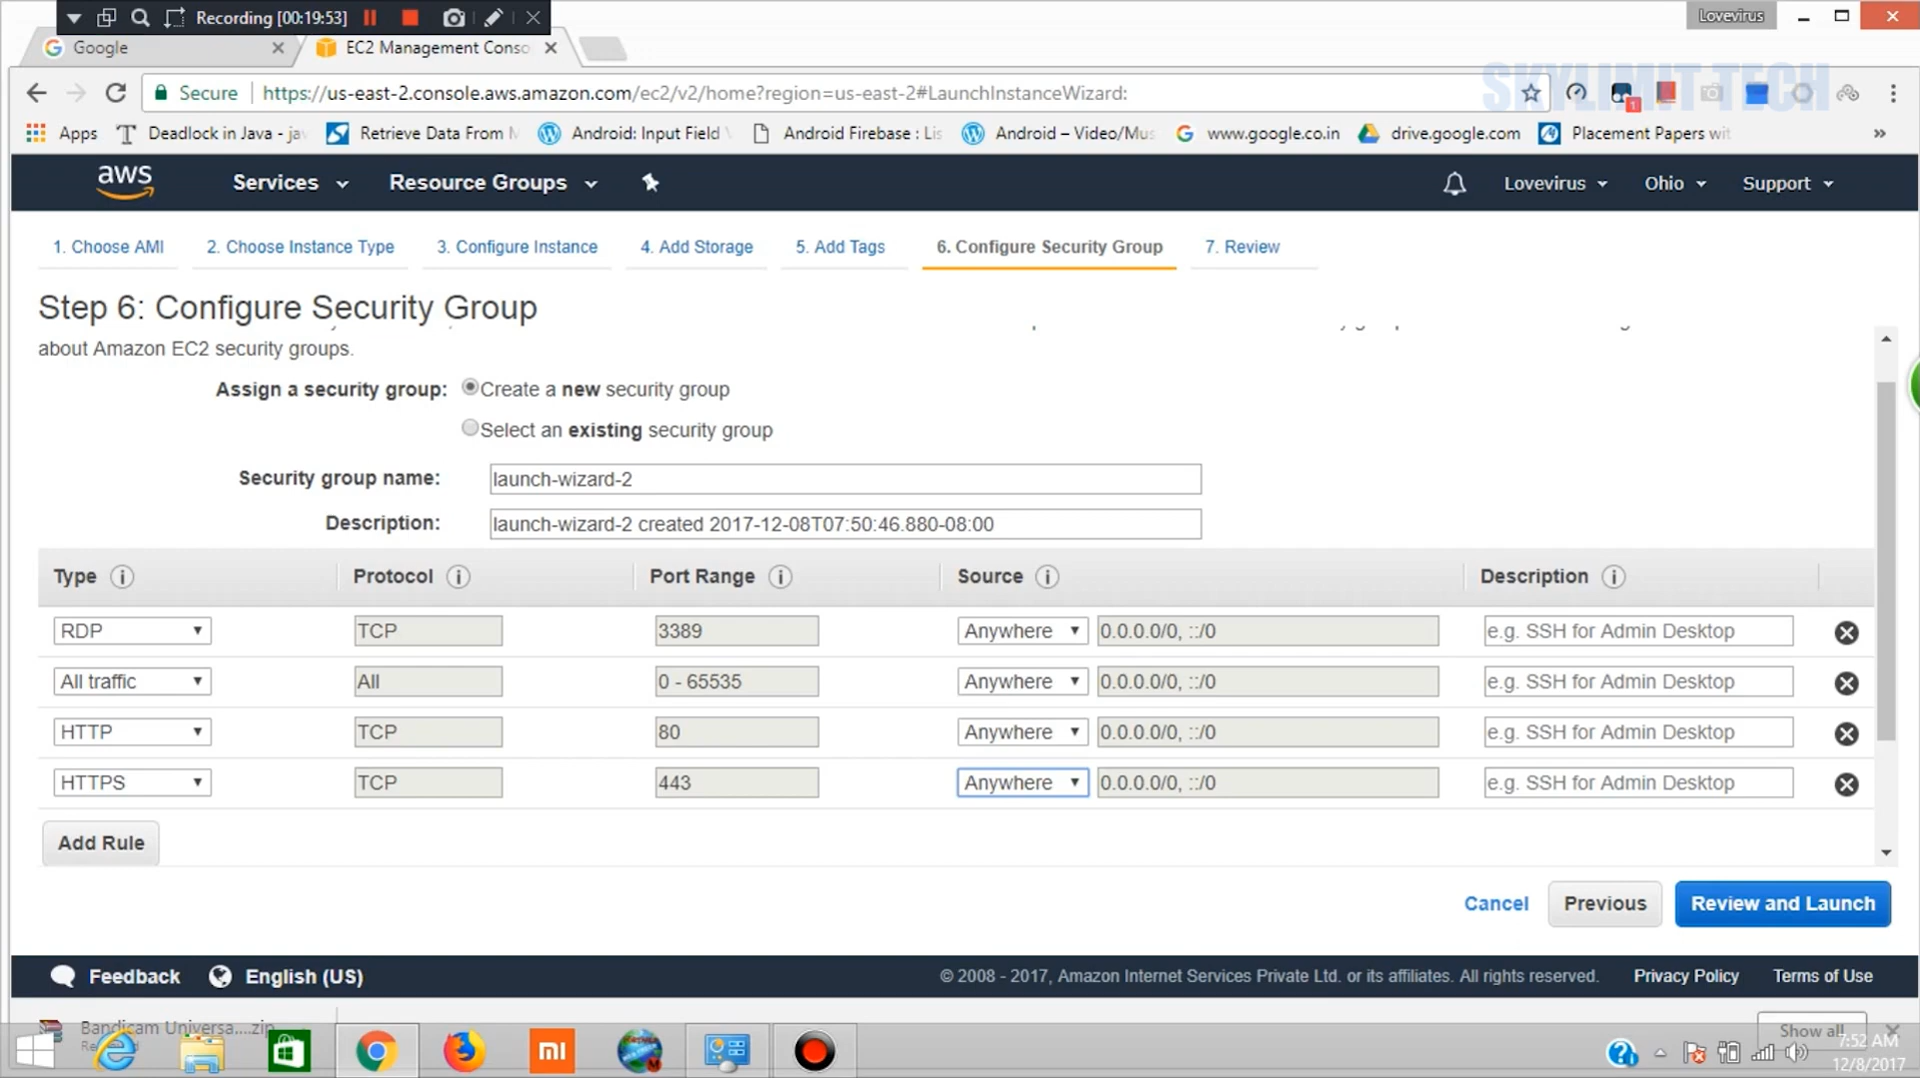 Recording [00:19:53]
Lovevirus
Google
EC2 Management Conso
SKYLIMIT TECH
Secure
https://us-east-2.console.aws.amazon.com/ec2/v2/home?region=us-east-2#LaunchInstanceWizard:
1
Apps
Deadlock in Java - jav
Retrieve Data From M
Android: Input Field V
Android Firebase : Lis
Android – Video/Mus
www.google.co.in
drive.google.com
Placement Papers wit
»
aws
Services
Resource Groups
Lovevirus
Ohio
Support
1. Choose AMI
2. Choose Instance Type
3. Configure Instance
4. Add Storage
5. Add Tags
6. Configure Security Group
7. Review
Step 6: Configure Security Group
about Amazon EC2 security groups.
Assign a security group:
Create a new security group
Select an existing security group
Security group name:
launch-wizard-2
Description:
launch-wizard-2 created 2017-12-08T07:50:46.880-08:00
Type
Protocol
Port Range
Source
Description
RDP TCP 3389 Anywhere 0.0.0.0/0, ::/0 e.g. SSH for Admin Desktop
All traffic All 0 - 65535 Anywhere 0.0.0.0/0, ::/0 e.g. SSH for Admin Desktop
HTTP TCP 80 Anywhere 0.0.0.0/0, ::/0 e.g. SSH for Admin Desktop
HTTPS TCP 443 Anywhere 0.0.0.0/0, ::/0 e.g. SSH for Admin Desktop
Add Rule
Cancel
Previous
Review and Launch
Feedback
English (US)
© 2008 - 2017, Amazon Internet Services Private Ltd. or its affiliates. All rights reserved.
Privacy Policy
Terms of Use
Bandicam Universa....zip
Show all
mi
7:52 AM
12/8/2017